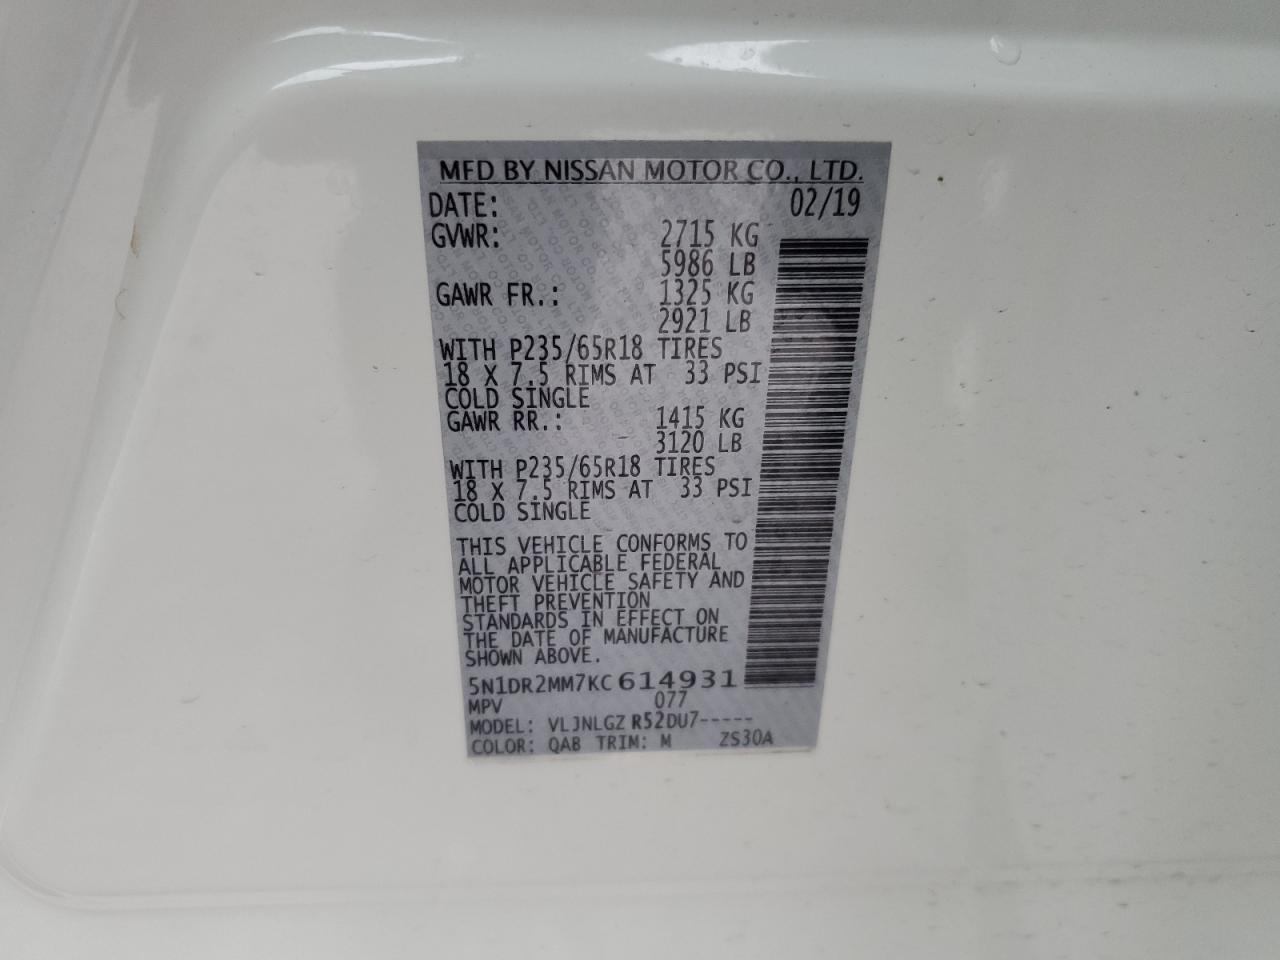 MFD BY NISSAN MOTOR CO., LTD.
DATE: 02/19
GVWR: 2715 KG
5986 LB
GAWR FR.: 1325 KG
2921 LB
WITH P235/65R18 TIRES
18 X 7.5 RIMS AT 33 PSI
COLD SINGLE
GAWR RR.: 1415 KG
3120 LB
WITH P235/65R18 TIRES
18 X 7.5 RIMS AT 33 PSI
COLD SINGLE
THIS VEHICLE CONFORMS TO
ALL APPLICABLE FEDERAL
MOTOR VEHICLE SAFETY AND
THEFT PREVENTION
STANDARDS IN EFFECT ON
THE DATE OF MANUFACTURE
SHOWN ABOVE.
5N1DR2MM7KC614931
MPV 077
MODEL: VLJNLGZ R52DU7-----
COLOR: QAB TRIM: M ZS30A